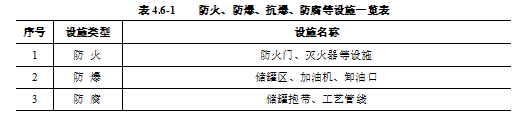 表 4.6-1 防火、防爆、抗爆、防腐等设施一览表
序号 设施类型 设施名称
1 防 火 防火门、灭火器等设施
2 防 爆 储罐区、加油机、卸油口
3 防 腐 储罐抱带、工艺管线